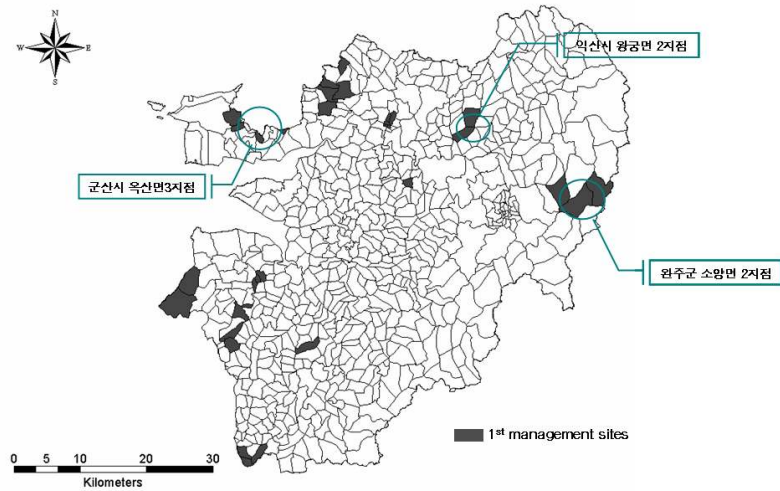 N
W
E
S
익산시 왕궁면 2지점
군산시 옥산면3지점
완주군 소양면 2지점
1st management sites
0 5 10 20 30
Kilometers